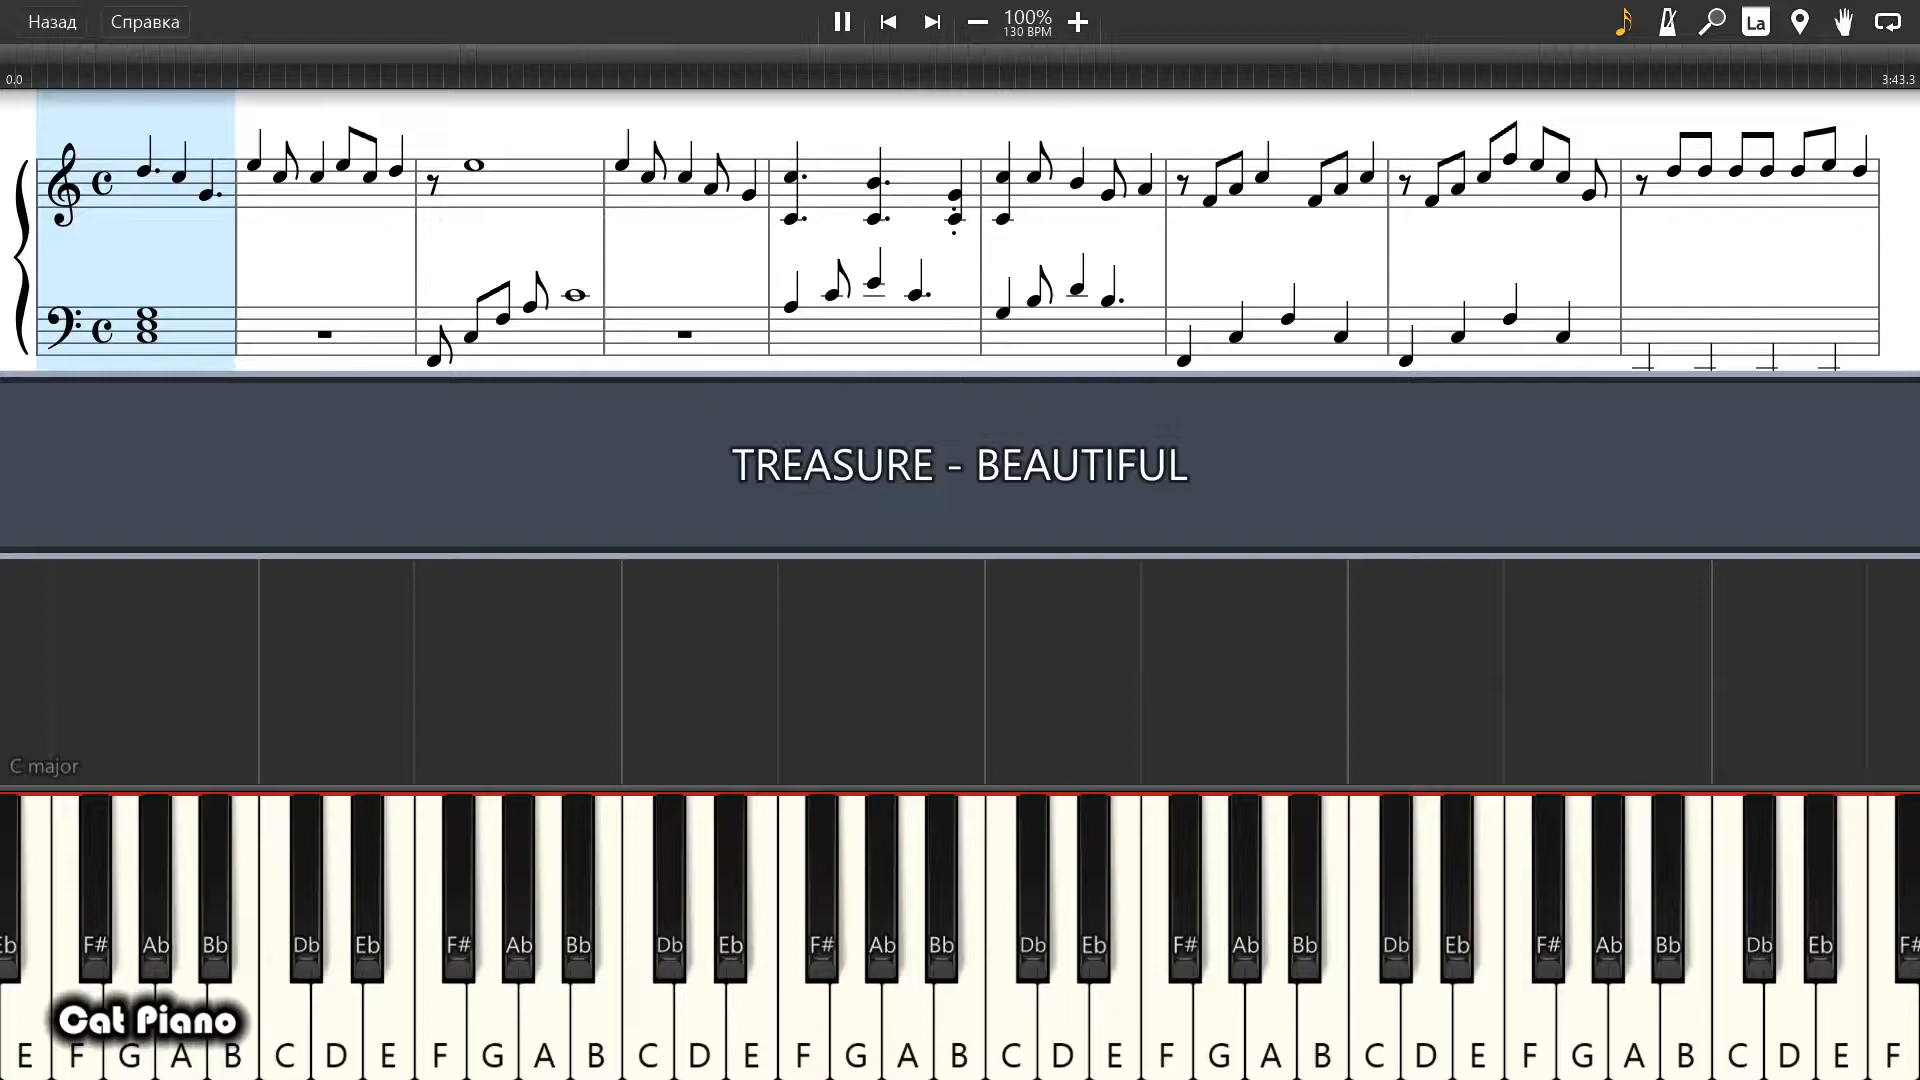 Назад Справка 100% La
130 BPM
0.0 3:43.3
TREASURE - BEAUTIFUL
C major
Eb F# Ab Bb Db Eb F# Ab Bb Db Eb F# Ab Bb Db Eb F# Ab Bb Db Eb F# Ab Bb Db Eb F#
Cat Piano
E F G A B C D E F G A B C D E F G A B C D E F G A B C D E F G A B C D E F